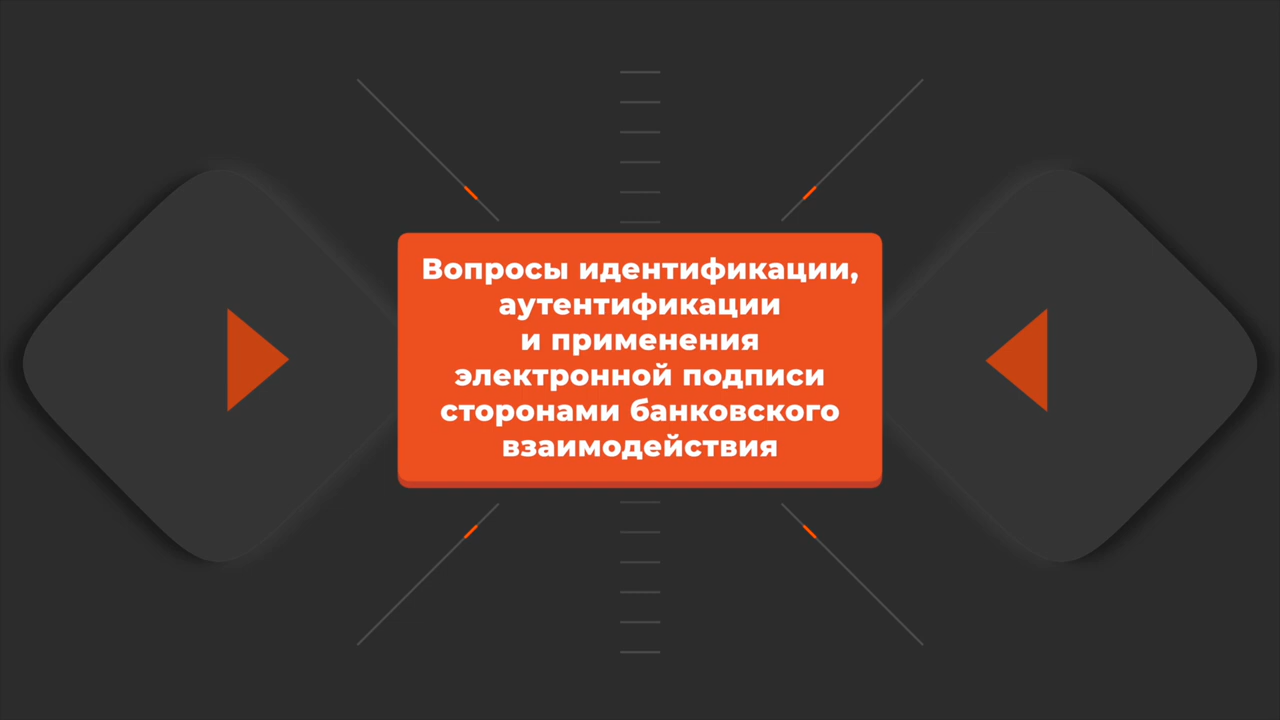 Вопросы идентификации,
аутентификации
и применения
электронной подписи
сторонами банковского
взаимодействия